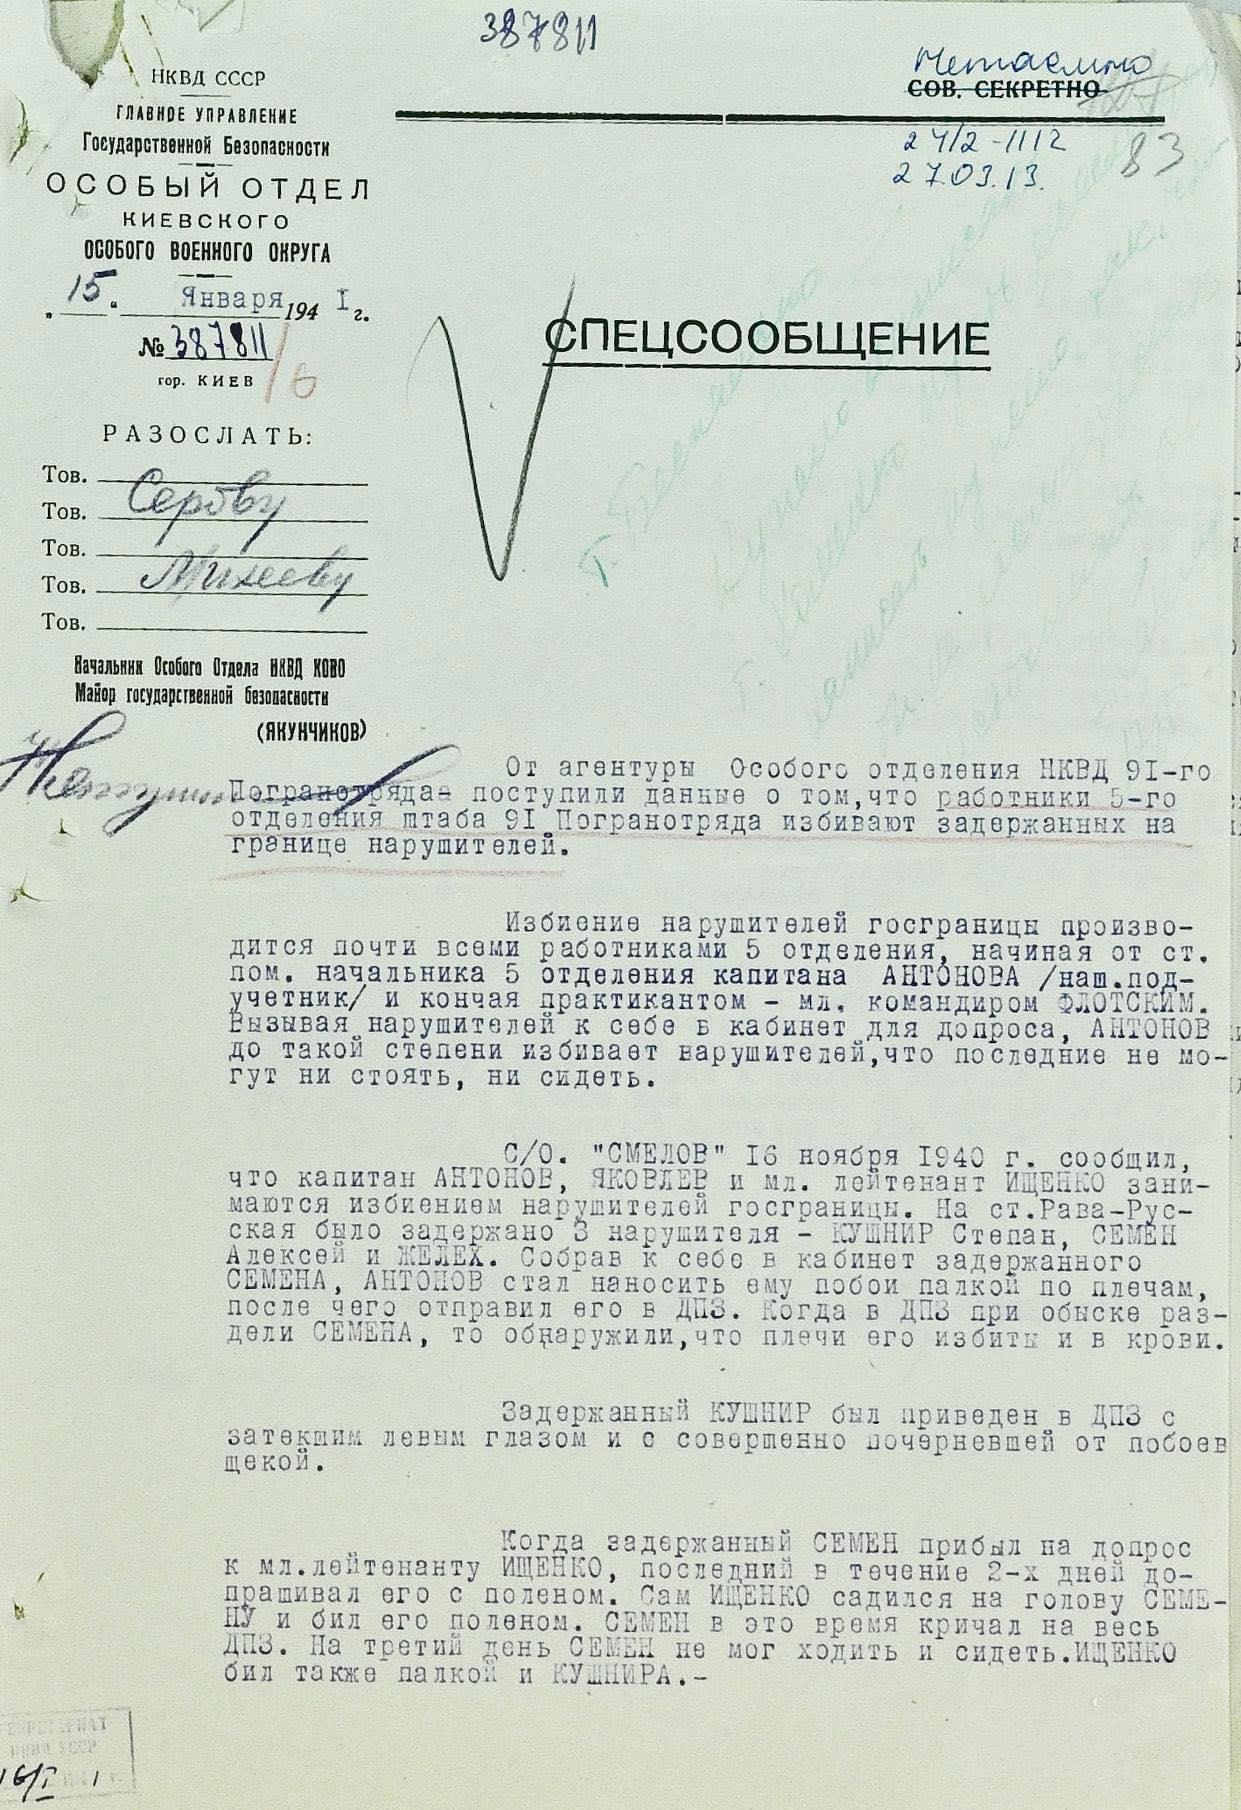 387811
НКВД СССР
ГЛАВНОЕ УПРАВЛЕНИЕ
Государственной Безопасности
ОСОБЫЙ ОТДЕЛ
КИЕВСКОГО
ОСОБОГО ВОЕННОГО ОКРУГА
„15“ Января 1941 г.
№ 387811/6
гор. КИЕВ
Нетаємно
СОВ. СЕКРЕТНО
24/2-1112
27.03.13.
83
СПЕЦСООБЩЕНИЕ
РАЗОСЛАТЬ:
Тов. Серову
Тов.
Тов. Михееву
Тов.
Тов.
Начальник Особого Отдела НКВД КОВО
Майор государственной безопасности
(ЯКУНЧИКОВ)
От агентуры Особого отделения НКВД 91-го
Погранотряда поступили данные о том,что работники 5-го
отделения штаба 91 Погранотряда избивают задержанных на
границе нарушителей.
Избиение нарушителей госграницы произво-
дится почти всеми работниками 5 отделения, начиная от ст.
пом. начальника 5 отделения капитана АНТОНОВА /наш.под-
учетник/ и кончая практикантом - мл. командиром ФЛОТСКИМ.
Вызывая нарушителей к себе в кабинет для допроса, АНТОНОВ
до такой степени избивает нарушителей,что последние не мо-
гут ни стоять, ни сидеть.
С/О. "СМЕЛОВ" 16 ноября 1940 г. сообщил,
что капитан АНТОНОВ, ЯКОВЛЕВ и мл. лейтенант ИЩЕНКО зани-
маются избиением нарушителей госграницы. На ст.Рава-Рус-
ская было задержано 3 нарушителя - КУШНИР Степан, СЕМЕН
Алексей и ЖЕЛЕХ. Собрав к себе в кабинет задержанного
СЕМЕНА, АНТОНОВ стал наносить ему побои палкой по плечам,
после чего отправил его в ДПЗ. Когда в ДПЗ при обыске раз-
дели СЕМЕНА, то обнаружили,что плечи его избиты и в крови.
Задержанный КУШНИР был приведен в ДПЗ с
затекшим левым глазом и с совершенно почерневшей от побоев
щекой.
Когда задержанный СЕМЕН прибыл на допрос
к мл.лейтенанту ИЩЕНКО, последний в течение 2-х дней до-
прашивал его с поленом. Сам ИЩЕНКО садился на голову СЕМЕ-
НУ и бил его поленом. СЕМЕН в это время кричал на весь
ДПЗ. На третий день СЕМЕН не мог ходить и сидеть.ИЩЕНКО
бил также палкой и КУШНИРА.-
СЕКРЕТАРИАТ
НКВД УССР
16/I